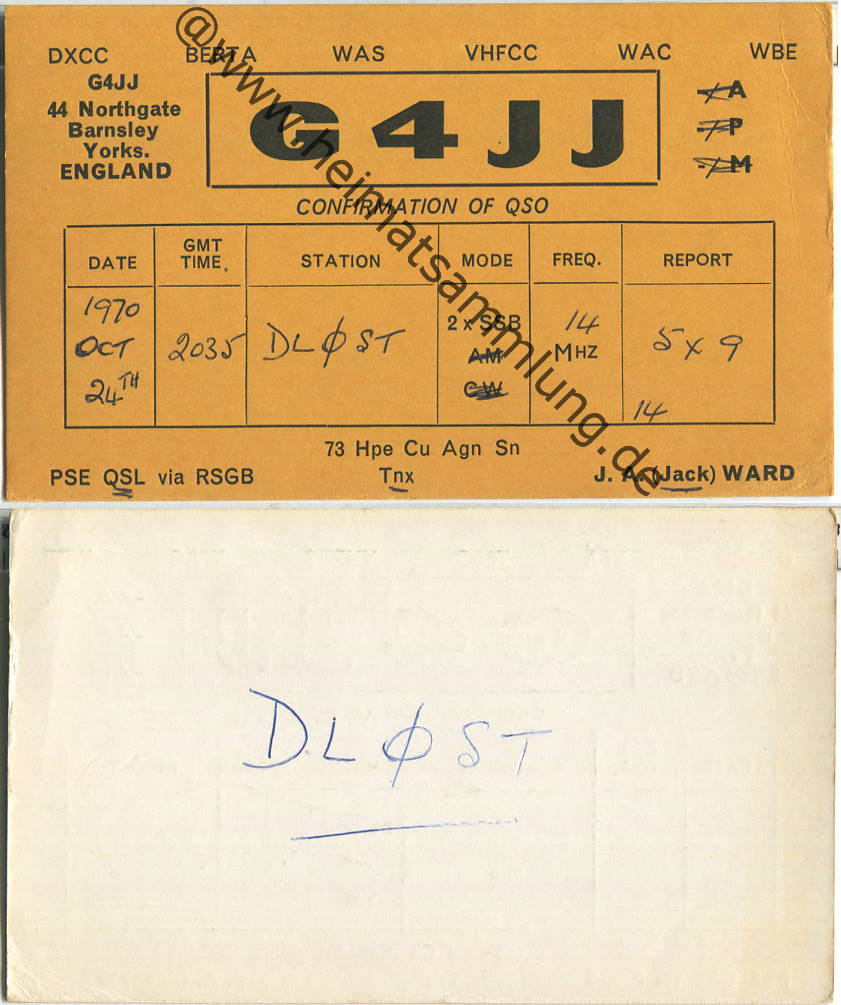 DXCC BERTA WAS VHFCC WAC WBE
G4JJ
44 Northgate
Barnsley
Yorks.
ENGLAND
G4JJ
-/A
-/P
-/M
CONFIRMATION OF QSO
DATE GMT TIME. STATION MODE FREQ. REPORT
1970 OCT 24TH 2035 DLØST 2 x SSB AM CW 14 MHZ 5 x 9 14
73 Hpe Cu Agn Sn
PSE QSL via RSGB Tnx J. A. (Jack) WARD
@www.heimatsammlung.de
DLØST